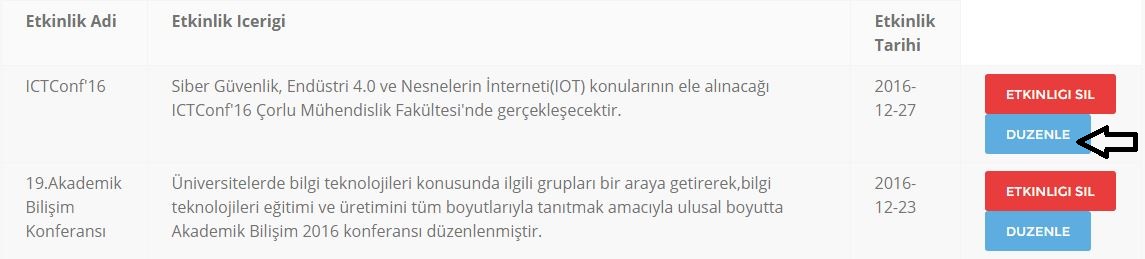 Etkinlik Adi
Etkinlik Icerigi
Etkinlik
Tarihi
ICTConf'16
Siber Güvenlik, Endüstri 4.0 ve Nesnelerin İnterneti(IOT) konularının ele alınacağı
ICTConf'16 Çorlu Mühendislik Fakültesi'nde gerçekleşecektir.
2016-
12-27
ETKINLIGI SIL
DUZENLE
19.Akademik
Bilişim
Konferansı
Üniversitelerde bilgi teknolojileri konusunda ilgili grupları bir araya getirerek,bilgi
teknolojileri eğitimi ve üretimini tüm boyutlarıyla tanıtmak amacıyla ulusal boyutta
Akademik Bilişim 2016 konferansı düzenlenmiştir.
2016-
12-23
ETKINLIGI SIL
DUZENLE